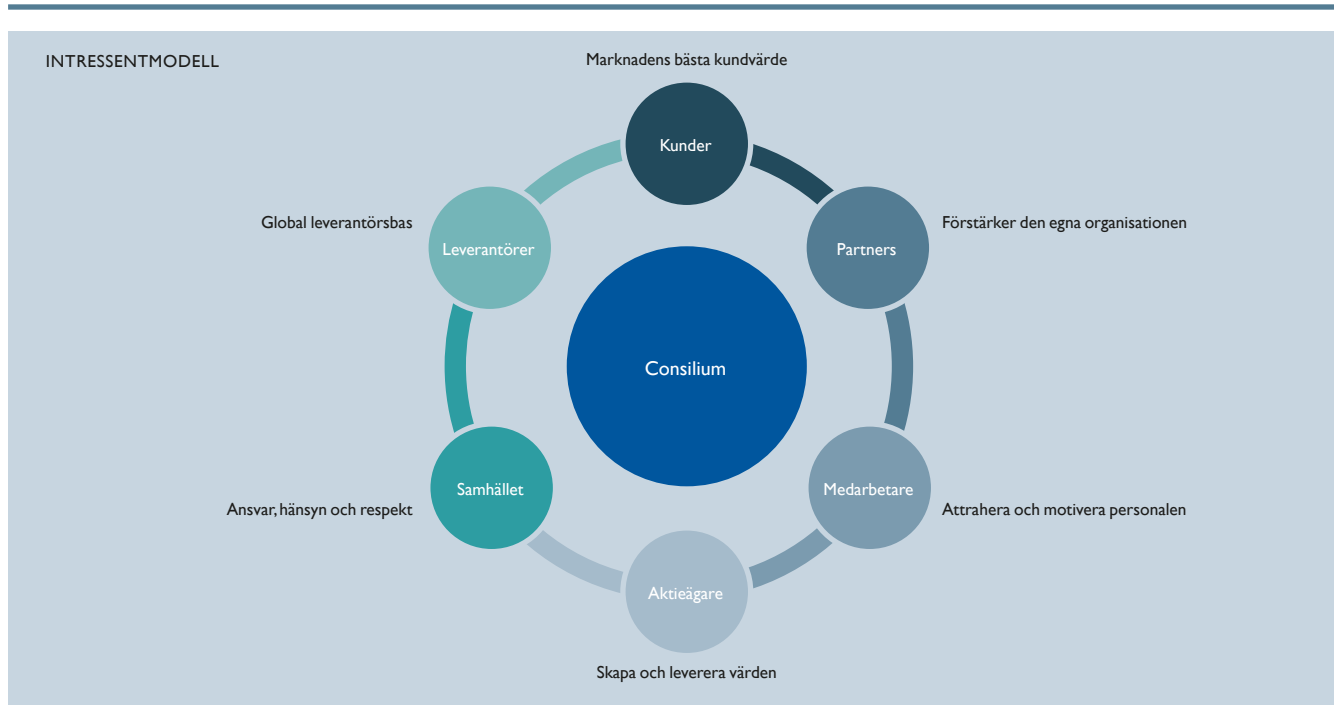 INTRESSENTMODELL
Marknadens bästa kundvärde
Kunder
Global leverantörsbas
Leverantörer
Partners
Förstärker den egna organisationen
Consilium
Samhället
Ansvar, hänsyn och respekt
Medarbetare
Attrahera och motivera personalen
Aktieägare
Skapa och leverera värden